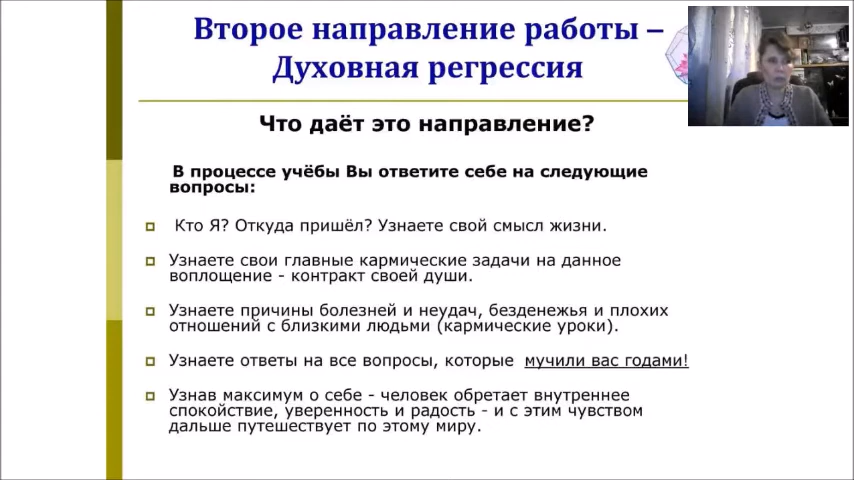 Второе направление работы –
Духовная регрессия
Что даёт это направление?
В процессе учёбы Вы ответите себе на следующие
вопросы:
Кто Я? Откуда пришёл? Узнаете свой смысл жизни.
Узнаете свои главные кармические задачи на данное
воплощение - контракт своей души.
Узнаете причины болезней и неудач, безденежья и плохих
отношений с близкими людьми (кармические уроки).
Узнаете ответы на все вопросы, которые мучили вас годами!
Узнав максимум о себе - человек обретает внутреннее
спокойствие, уверенность и радость - и с этим чувством
дальше путешествует по этому миру.